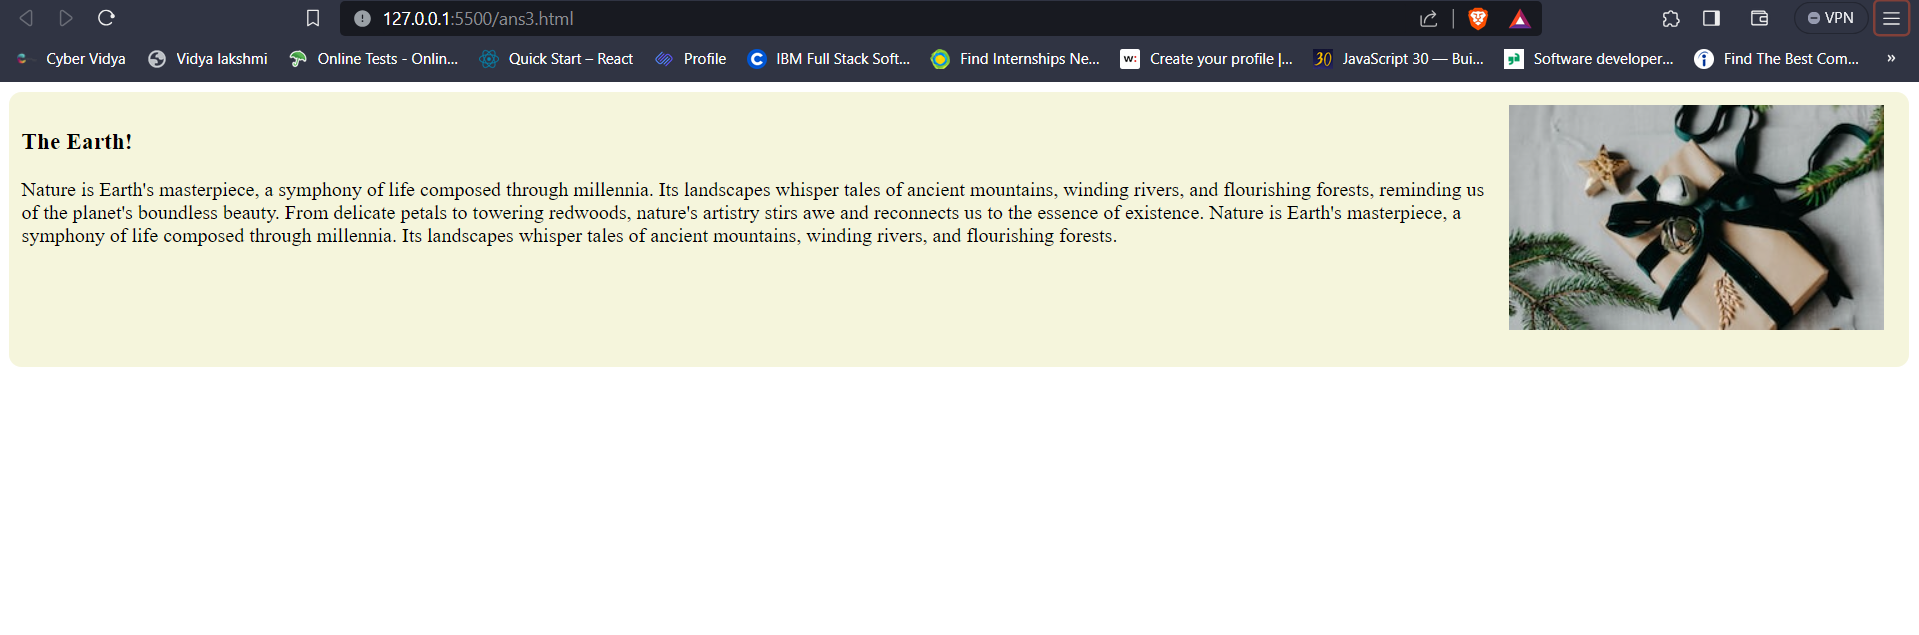 127.0.0.1:5500/ans3.html
VPN
Cyber Vidya
Vidya lakshmi
Online Tests - Onlin...
Quick Start – React
Profile
C
IBM Full Stack Soft...
Find Internships Ne...
w:
Create your profile |...
30
JavaScript 30 — Bui...
Software developer...
i
Find The Best Com...
»
The Earth!
Nature is Earth's masterpiece, a symphony of life composed through millennia. Its landscapes whisper tales of ancient mountains, winding rivers, and flourishing forests, reminding us
of the planet's boundless beauty. From delicate petals to towering redwoods, nature's artistry stirs awe and reconnects us to the essence of existence. Nature is Earth's masterpiece, a
symphony of life composed through millennia. Its landscapes whisper tales of ancient mountains, winding rivers, and flourishing forests.